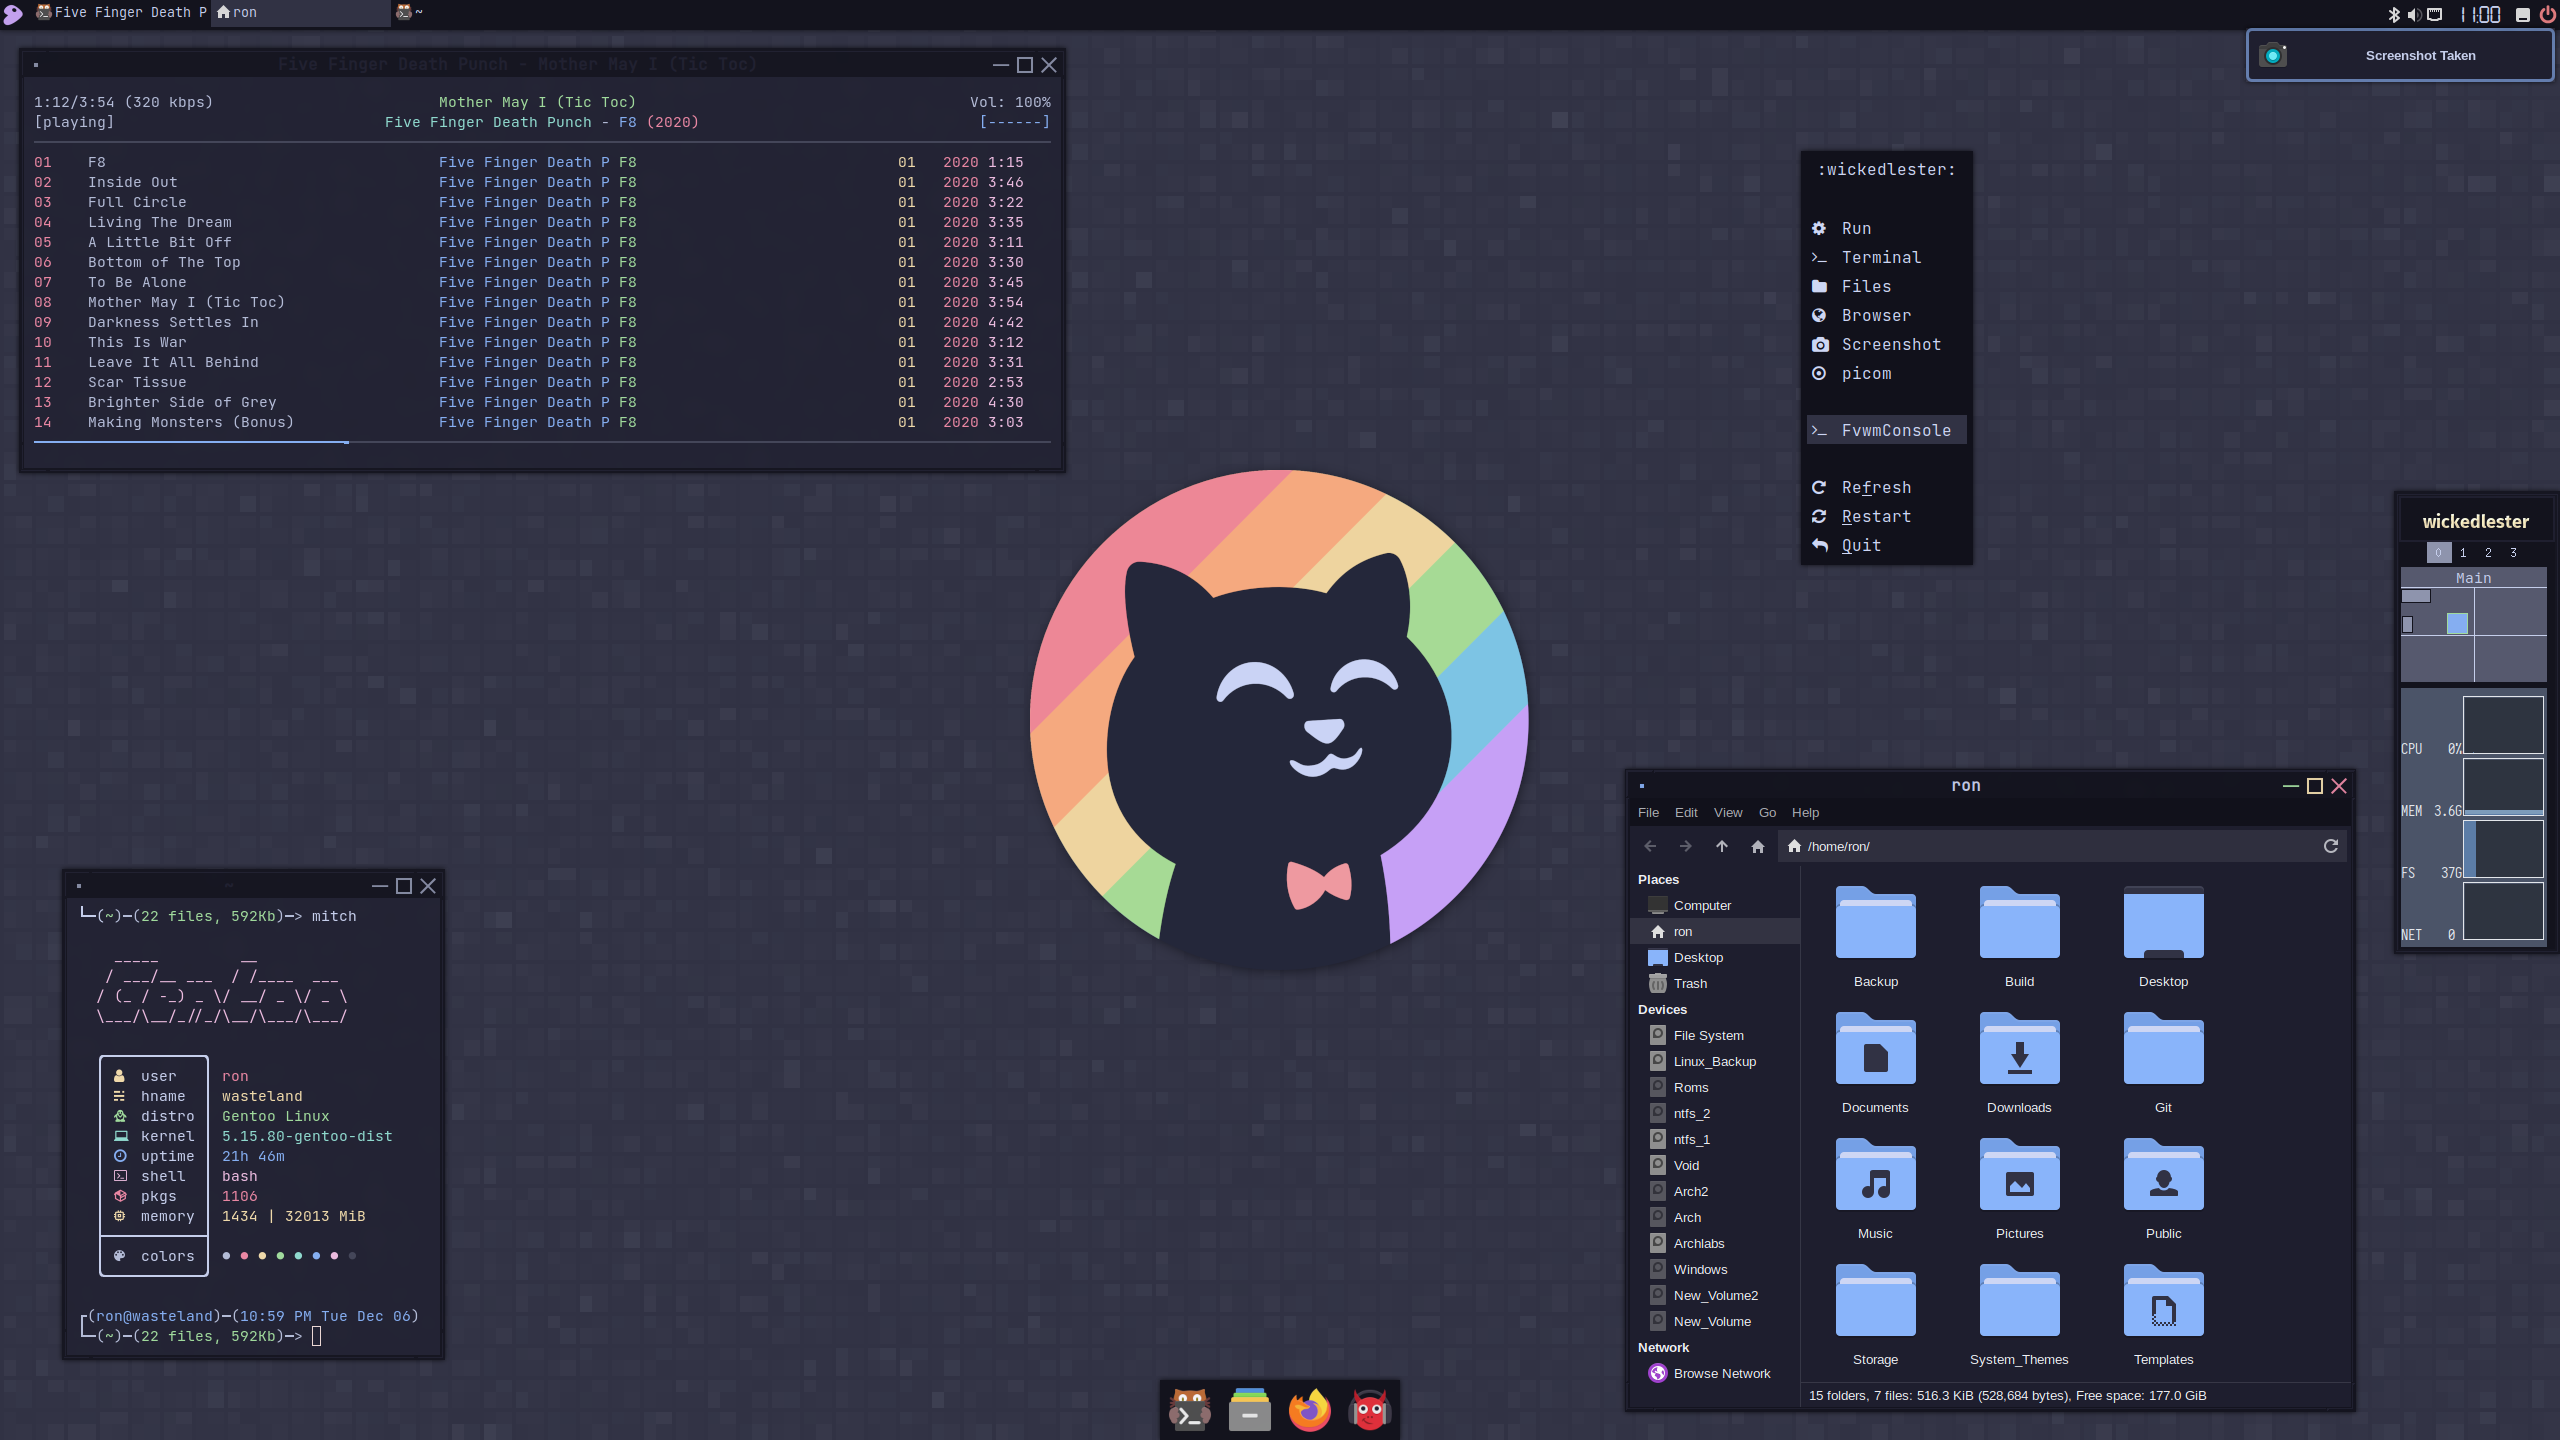 Five Finger Death P
ron
~
11:00
Screenshot Taken
Five Finger Death Punch - Mother May I (Tic Toc)
1:12/3:54 (320 kbps) Mother May I (Tic Toc) Vol: 100%
[playing] Five Finger Death Punch - F8 (2020) [------]
01 F8 Five Finger Death P F8 01 2020 1:15
02 Inside Out Five Finger Death P F8 01 2020 3:46
03 Full Circle Five Finger Death P F8 01 2020 3:22
04 Living The Dream Five Finger Death P F8 01 2020 3:35
05 A Little Bit Off Five Finger Death P F8 01 2020 3:11
06 Bottom of The Top Five Finger Death P F8 01 2020 3:30
07 To Be Alone Five Finger Death P F8 01 2020 3:45
08 Mother May I (Tic Toc) Five Finger Death P F8 01 2020 3:54
09 Darkness Settles In Five Finger Death P F8 01 2020 4:42
10 This Is War Five Finger Death P F8 01 2020 3:12
11 Leave It All Behind Five Finger Death P F8 01 2020 3:31
12 Scar Tissue Five Finger Death P F8 01 2020 2:53
13 Brighter Side of Grey Five Finger Death P F8 01 2020 4:30
14 Making Monsters (Bonus) Five Finger Death P F8 01 2020 3:03
:wickedlester:
Run
Terminal
Files
Browser
Screenshot
picom
FvwmConsole
Refresh
Restart
Quit
wickedlester
0 1 2 3
Main
CPU 0%
MEM 3.6G
FS 37G
NET 0
~
└─(~)─(22 files, 592Kb)─> mitch
  _____         __
 / ___/__ ___  / /____  ___
/ (_ / -_) _ \/ __/ _ \/ _ \
\___/\__/_//_/\__/\___/\___/
user ron
hname wasteland
distro Gentoo Linux
kernel 5.15.80-gentoo-dist
uptime 21h 46m
shell bash
pkgs 1106
memory 1434 | 32013 MiB
colors
┌(ron@wasteland)─(10:59 PM Tue Dec 06)
└─(~)─(22 files, 592Kb)─>
ron
File Edit View Go Help
/home/ron/
Places
Computer
ron
Desktop
Trash
Devices
File System
Linux_Backup
Roms
ntfs_2
ntfs_1
Void
Arch2
Arch
Archlabs
Windows
New_Volume2
New_Volume
Network
Browse Network
Backup Build Desktop
Documents Downloads Git
Music Pictures Public
Storage System_Themes Templates
15 folders, 7 files: 516.3 KiB (528,684 bytes), Free space: 177.0 GiB